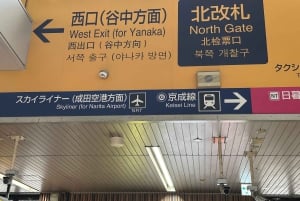 西口（谷中方面）
West Exit (for Yanaka)
西出口（谷中方向）
서쪽 출구 (야나카 방면)
北改札
North Gate
北检票口
북쪽 개찰구
タクシ
スカイライナー（成田空港方面）
Skyliner (for Narita Airport)
NRT
京成線
Keisei Line
日暮